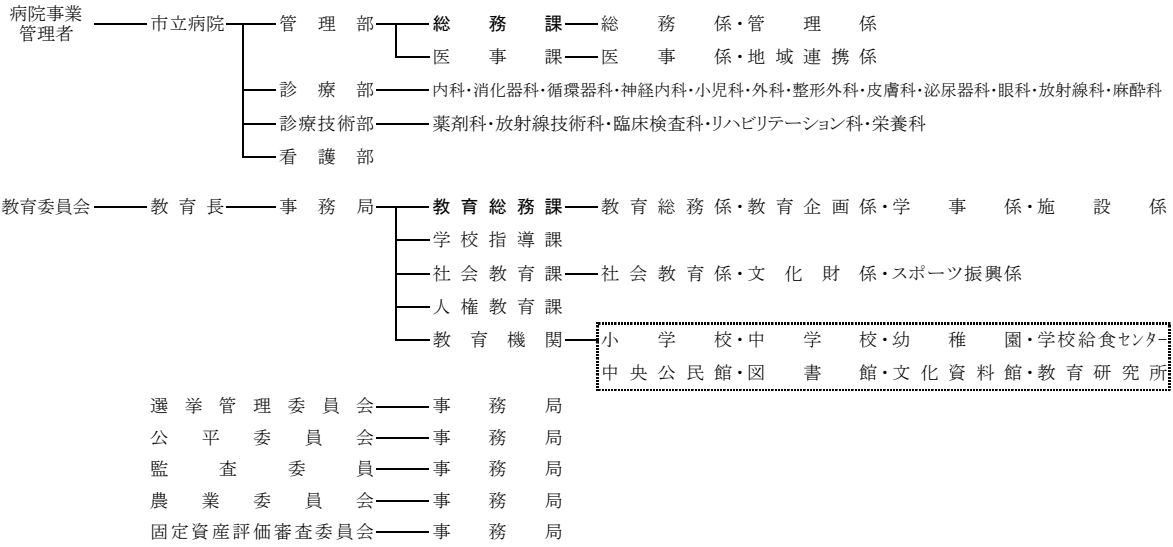 病院事業
管理者 市立病院 管理部 総務課 総務係・管理係
医事課 医事係・地域連携係
診療部 内科・消化器科・循環器科・神経内科・小児科・外科・整形外科・皮膚科・泌尿器科・眼科・放射線科・麻酔科
診療技術部 薬剤科・放射線技術科・臨床検査科・リハビリテーション科・栄養科
看護部
教育委員会 教育長 事務局 教育総務課 教育総務係・教育企画係・学事係・施設係
学校指導課
社会教育課 社会教育係・文化財係・スポーツ振興係
人権教育課
教育機関 小学校・中学校・幼稚園・学校給食センター
中央公民館・図書館・文化資料館・教育研究所
選挙管理委員会 事務局
公平委員会 事務局
監査委員 事務局
農業委員会 事務局
固定資産評価審査委員会 事務局